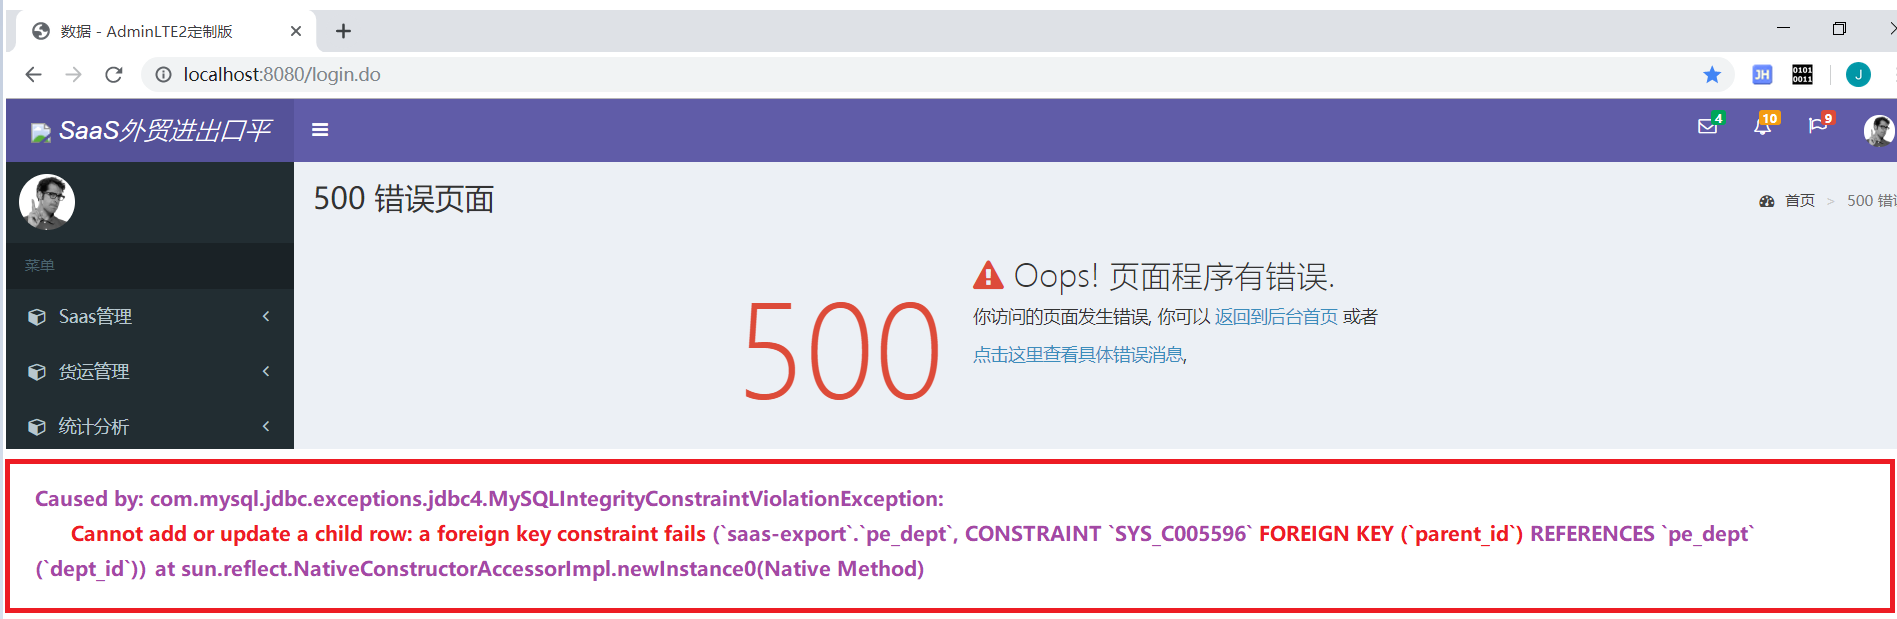 数据 - AdminLTE2定制版
localhost:8080/login.do
JH
0101
0011
J
SaaS外贸进出口平
4
10
9
500 错误页面
首页 > 500 错
菜单
Saas管理
货运管理
统计分析
500
Oops! 页面程序有错误.
你访问的页面发生错误, 你可以 返回到后台首页 或者
点击这里查看具体错误消息,
Caused by: com.mysql.jdbc.exceptions.jdbc4.MySQLIntegrityConstraintViolationException:
Cannot add or update a child row: a foreign key constraint fails (`saas-export`.`pe_dept`, CONSTRAINT `SYS_C005596` FOREIGN KEY (`parent_id`) REFERENCES `pe_dept`
(`dept_id`)) at sun.reflect.NativeConstructorAccessorImpl.newInstance0(Native Method)